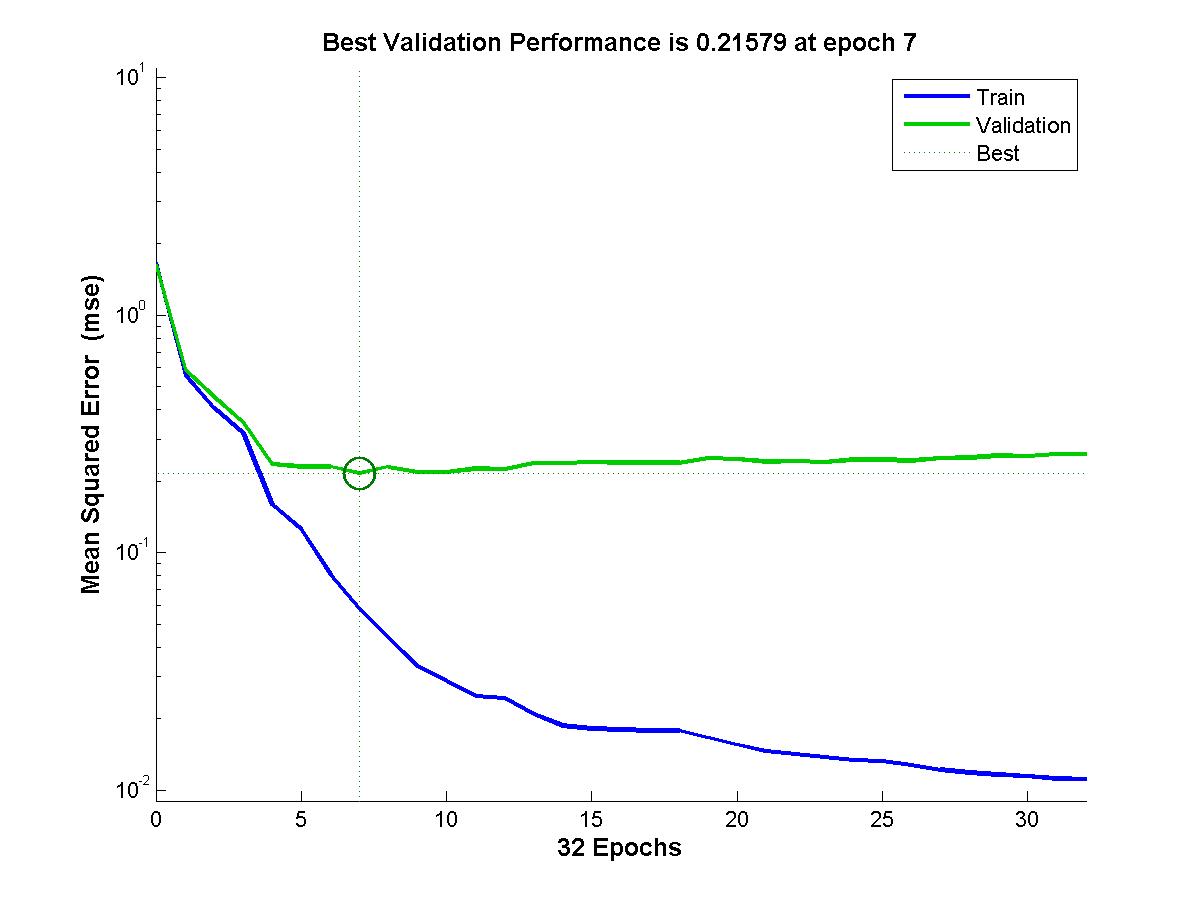 Best Validation Performance is 0.21579 at epoch 7
Train
Validation
Best
Mean Squared Error  (mse)
10^1
10^0
10^-1
10^-2
0 5 10 15 20 25 30
32 Epochs